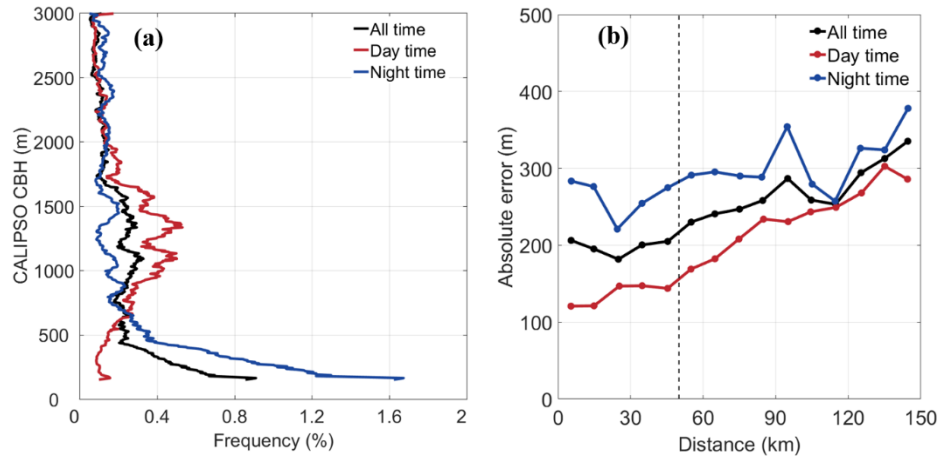 (a)
All time
Day time
Night time
3000
2500
2000
1500
1000
500
0
CALIPSO CBH (m)
0
0.4
0.8
1.2
1.6
2
Frequency (%)
(b)
All time
Day time
Night time
500
400
300
200
100
0
Absolute error (m)
0
30
60
90
120
150
Distance (km)